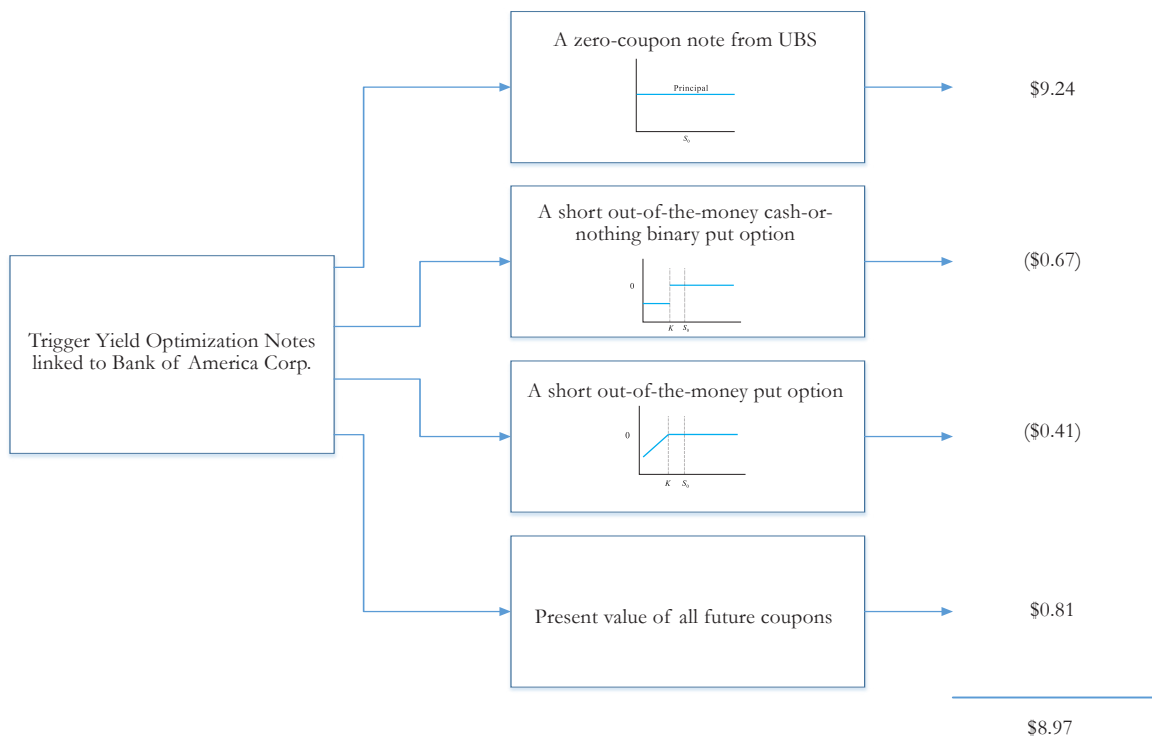 A zero-coupon note from UBS
Principal
S0
$9.24
A short out-of-the-money cash-or-
nothing binary put option
0
K S0
($0.67)
Trigger Yield Optimization Notes
linked to Bank of America Corp.
A short out-of-the-money put option
0
K S0
($0.41)
Present value of all future coupons
$0.81
$8.97